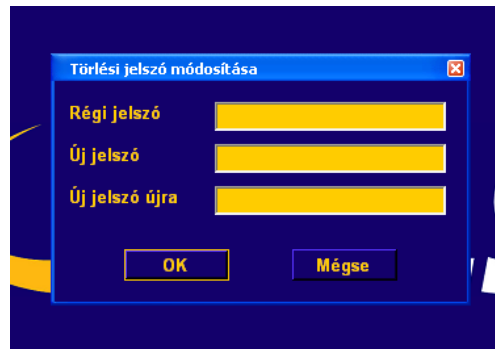 Törlési jelszó módosítása
Régi jelszó
Új jelszó
Új jelszó újra
OK
Mégse